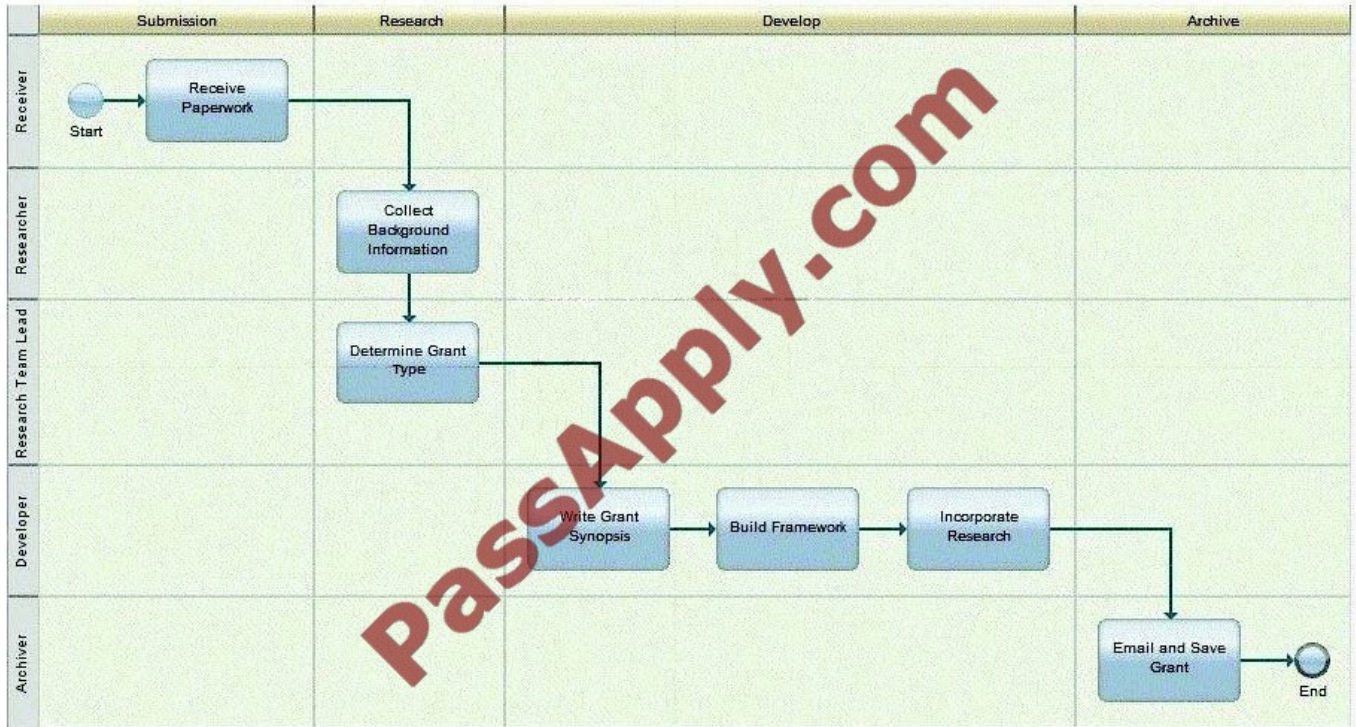 Submission
Research
Develop
Archive
Receiver
Start
Receive
Paperwork
Researcher
Collect
Background
Information
Research Team Lead
Determine Grant
Type
Developer
Write Grant
Synopsis
Build Framework
Incorporate
Research
Archiver
Email and Save
Grant
End
PassApply.com